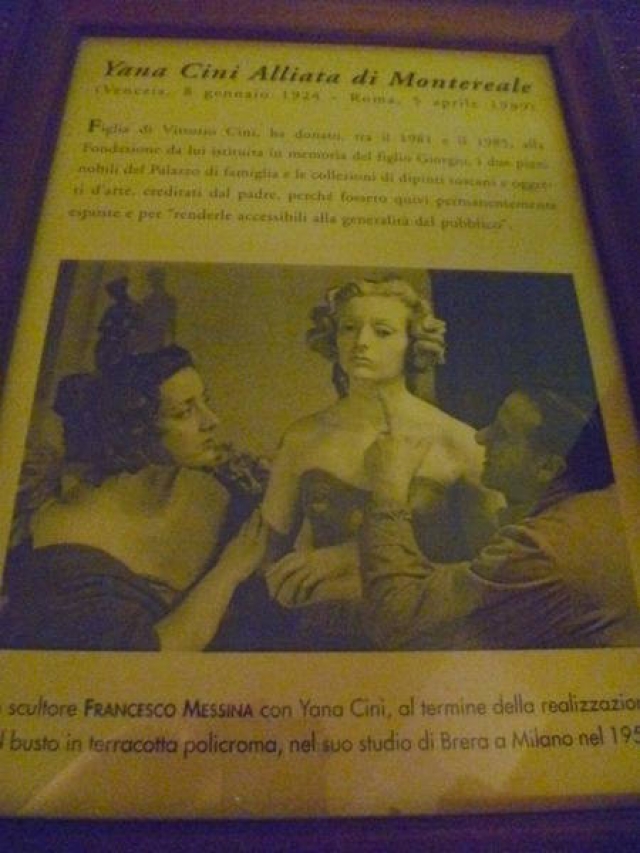 Yana Cini Alliata di Montereale
(Venezia, 8 gennaio 1924 - Roma, 5 aprile 1989)
Figlia di Vittorio Cini, ha donato, tra il 1981 e il 1985, alla
Fondazione da lui istituita in memoria del figlio Giorgio, i due piani
nobili del Palazzo di famiglia e le collezioni di dipinti toscani e ogget-
ti d'arte, ereditati dal padre, perché fossero quivi permanentemente
esposte e per "renderle accessibili alla generalità del pubblico".
scultore FRANCESCO MESSINA con Yana Cini, al termine della realizzazion
l busto in terracotta policroma, nel suo studio di Brera a Milano nel 195